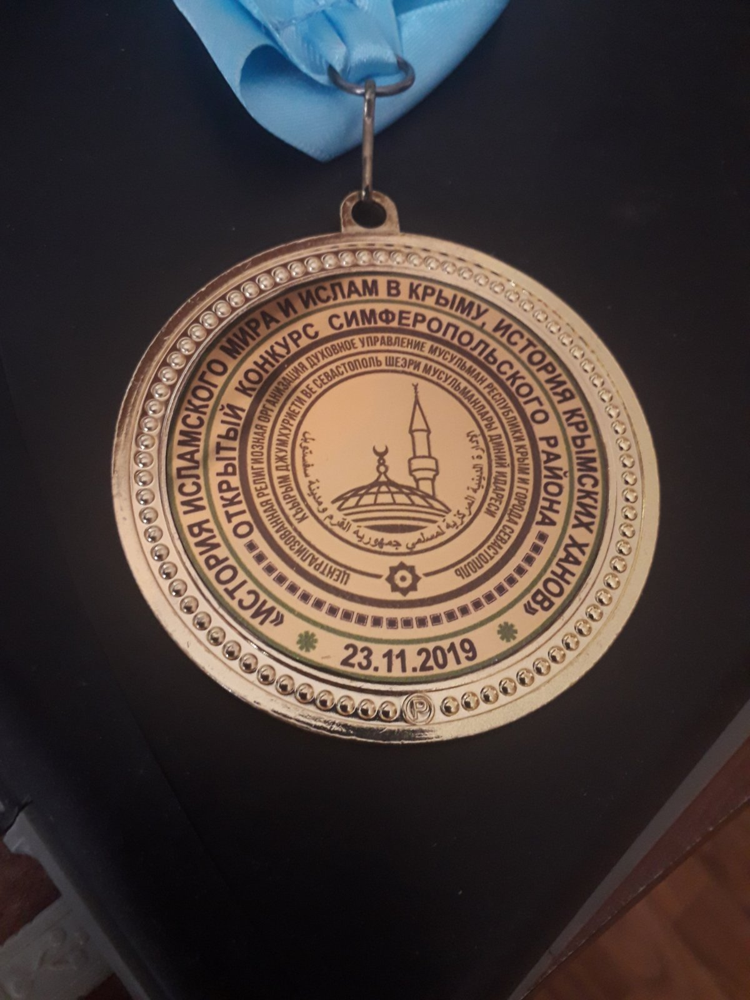 «ИСТОРИЯ ИСЛАМСКОГО МИРА И ИСЛАМ В КРЫМУ, ИСТОРИЯ КРЫМСКИХ ХАНОВ»
ОТКРЫТЫЙ КОНКУРС СИМФЕРОПОЛЬСКОГО РАЙОНА
ЦЕНТРАЛИЗОВАННАЯ РЕЛИГИОЗНАЯ ОРГАНИЗАЦИЯ ДУХОВНОЕ УПРАВЛЕНИЕ МУСУЛЬМАН РЕСПУБЛИКИ КРЫМ И ГОРОДА СЕВАСТОПОЛЬ
КЪЫРЫМ ДЖУМХУРИЕТИ ВЕ СЕВАСТОПОЛЬ ШЕЭРИ МУСУЛЬМАНЛАРЫ ДИНИЙ ИДАРЕСИ
الدينية المركزية لمسلمي جمهورية القرم ومدينة
23.11.2019
P